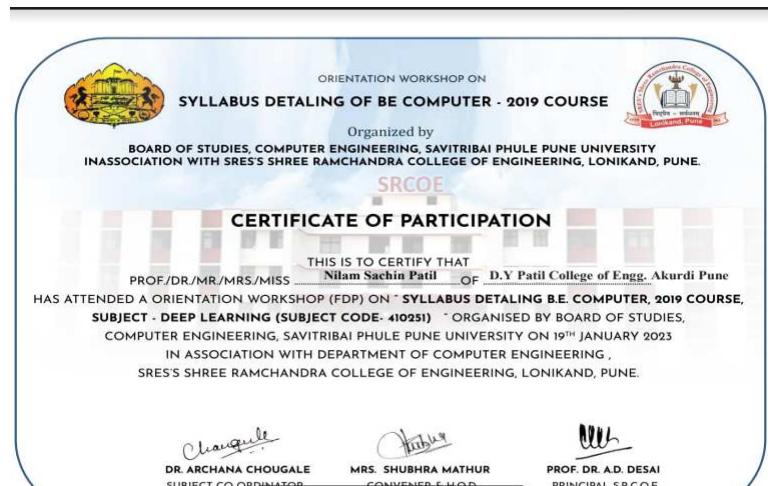 ORIENTATION WORKSHOP ON
SYLLABUS DETALING OF BE COMPUTER - 2019 COURSE
Organized by
BOARD OF STUDIES, COMPUTER ENGINEERING, SAVITRIBAI PHULE PUNE UNIVERSITY
INASSOCIATION WITH SRES'S SHREE RAMCHANDRA COLLEGE OF ENGINEERING, LONIKAND, PUNE.
SRCOE
CERTIFICATE OF PARTICIPATION
THIS IS TO CERTIFY THAT
PROF./DR./MR./MRS./MISS Nilam Sachin Patil OF D.Y Patil College of Engg. Akurdi Pune
HAS ATTENDED A ORIENTATION WORKSHOP (FDP) ON " SYLLABUS DETALING B.E. COMPUTER, 2019 COURSE,
SUBJECT - DEEP LEARNING (SUBJECT CODE- 410251) " ORGANISED BY BOARD OF STUDIES,
COMPUTER ENGINEERING, SAVITRIBAI PHULE PUNE UNIVERSITY ON 19TH JANUARY 2023
IN ASSOCIATION WITH DEPARTMENT OF COMPUTER ENGINEERING ,
SRES'S SHREE RAMCHANDRA COLLEGE OF ENGINEERING, LONIKAND, PUNE.
DR. ARCHANA CHOUGALE MRS. SHUBHRA MATHUR PROF. DR. A.D. DESAI
SUBJECT CO-ORDINATOR CONVENER & H.O.D PRINCIPAL, S.R.C.O.E